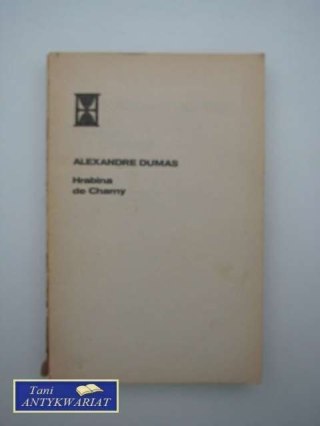 ALEXANDRE DUMAS
Hrabina
de Charny
Tani
ANTYKWARIAT